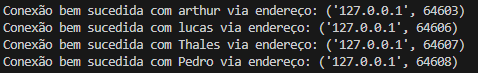 Conexão bem sucedida com arthur via endereço: ('127.0.0.1', 64603)
Conexão bem sucedida com lucas via endereço: ('127.0.0.1', 64606)
Conexão bem sucedida com Thales via endereço: ('127.0.0.1', 64607)
Conexão bem sucedida com Pedro via endereço: ('127.0.0.1', 64608)